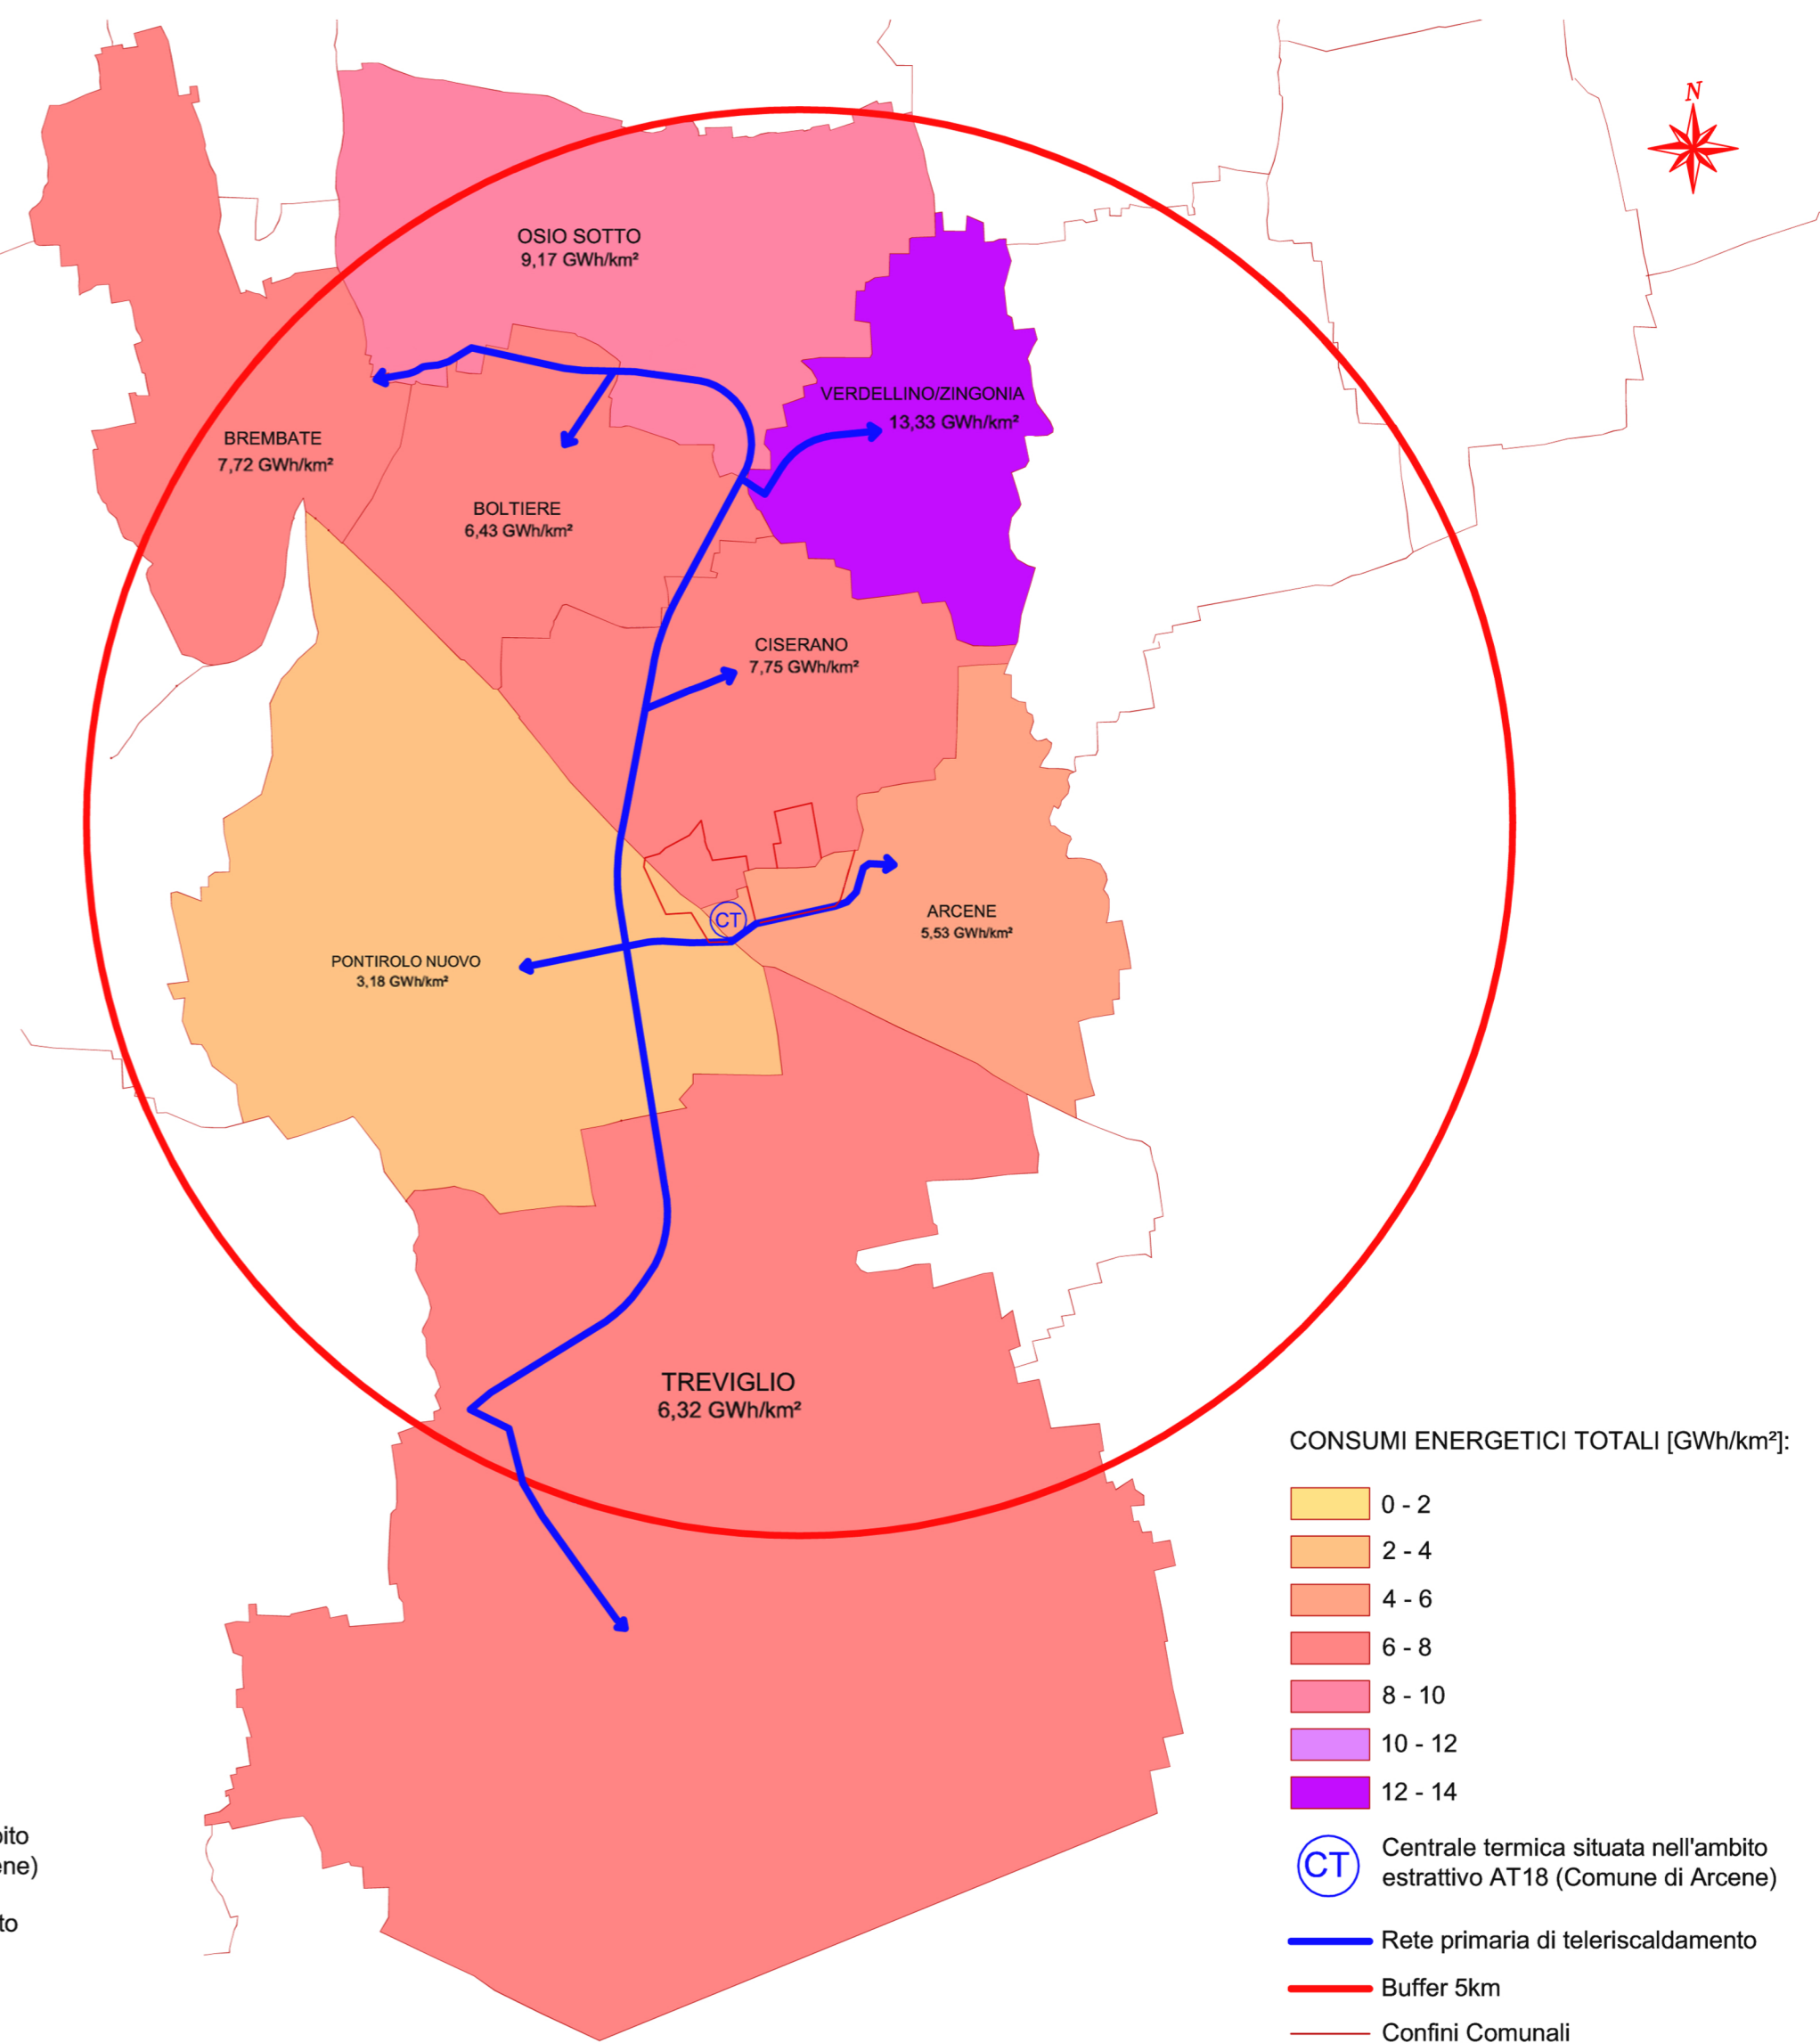 N
OSIO SOTTO
9,17 GWh/km²
VERDELLINO/ZINGONIA
13,33 GWh/km²
BREMBATE
7,72 GWh/km²
BOLTIERE
6,43 GWh/km²
CISERANO
7,75 GWh/km²
ARCENE
5,53 GWh/km²
CT
PONTIROLO NUOVO
3,18 GWh/km²
TREVIGLIO
6,32 GWh/km²
CONSUMI ENERGETICI TOTALI [GWh/km²]:
0 - 2
2 - 4
4 - 6
6 - 8
8 - 10
10 - 12
12 - 14
CT
Centrale termica situata nell'ambito
estrattivo AT18 (Comune di Arcene)
Rete primaria di teleriscaldamento
Buffer 5km
Confini Comunali